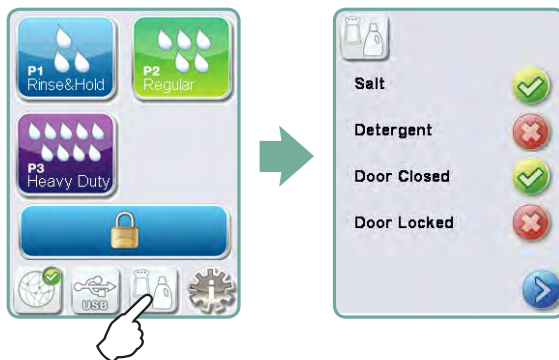 P1
Rinse&Hold
P2
Regular
P3
Heavy Duty
USB
Salt
Detergent
Door Closed
Door Locked